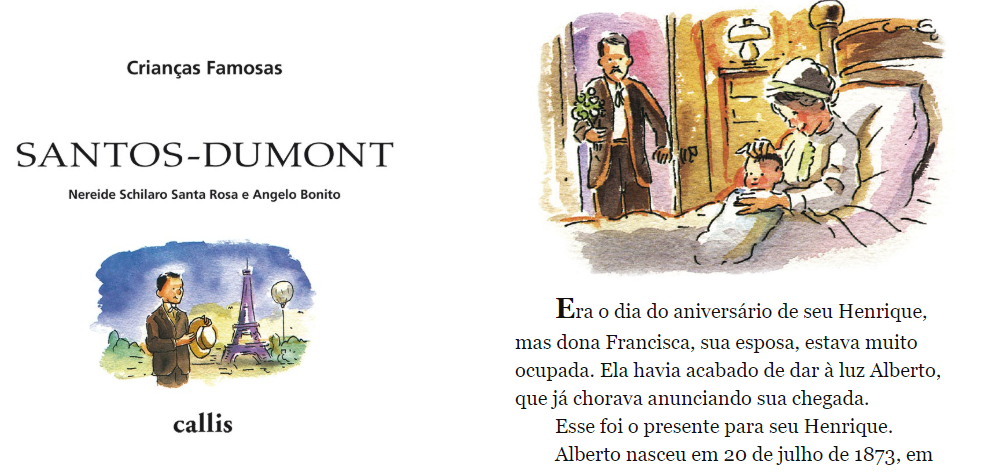 Crianças Famosas
SANTOS-DUMONT
Nereide Schilaro Santa Rosa e Angelo Bonito
callis
Era o dia do aniversário de seu Henrique,
mas dona Francisca, sua esposa, estava muito
ocupada. Ela havia acabado de dar à luz Alberto,
que já chorava anunciando sua chegada.
Esse foi o presente para seu Henrique.
Alberto nasceu em 20 de julho de 1873, em